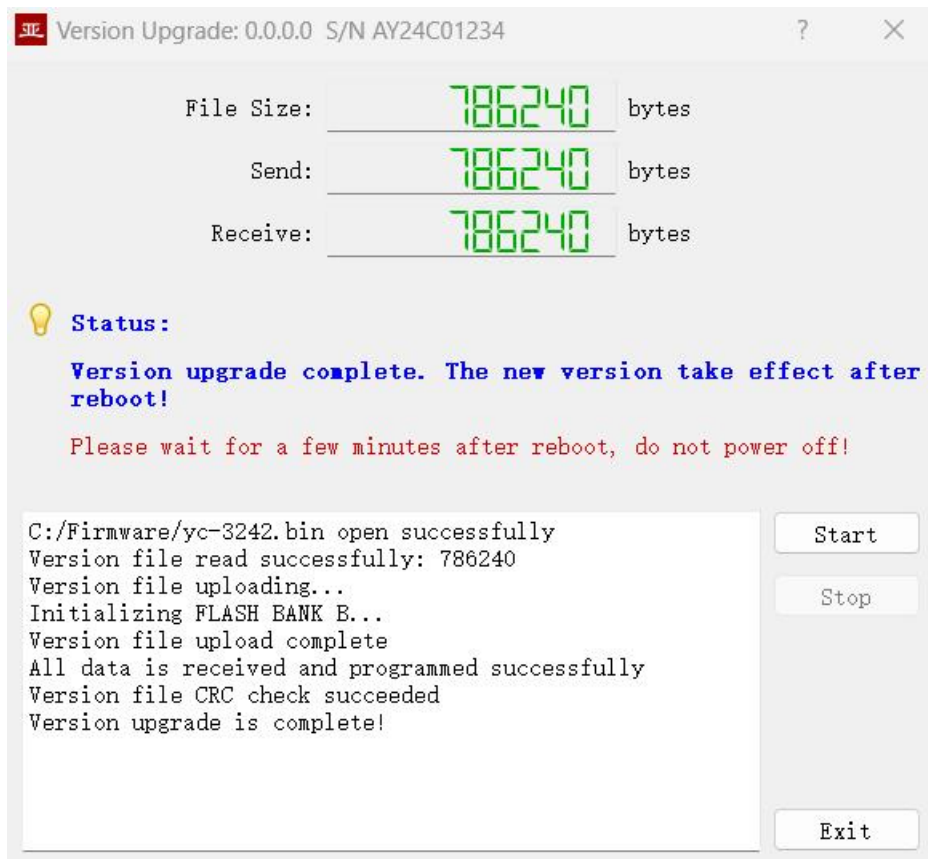 Version Upgrade: 0.0.0.0 S/N AY24C01234 ?
File Size: 786240 bytes
Send: 786240 bytes
Receive: 786240 bytes
Status:
Version upgrade complete. The new version take effect after
reboot!
Please wait for a few minutes after reboot, do not power off!
C:/Firmware/yc-3242.bin open successfully
Version file read successfully: 786240
Version file uploading...
Initializing FLASH BANK B...
Version file upload complete
All data is received and programmed successfully
Version file CRC check succeeded
Version upgrade is complete!
Start
Stop
Exit